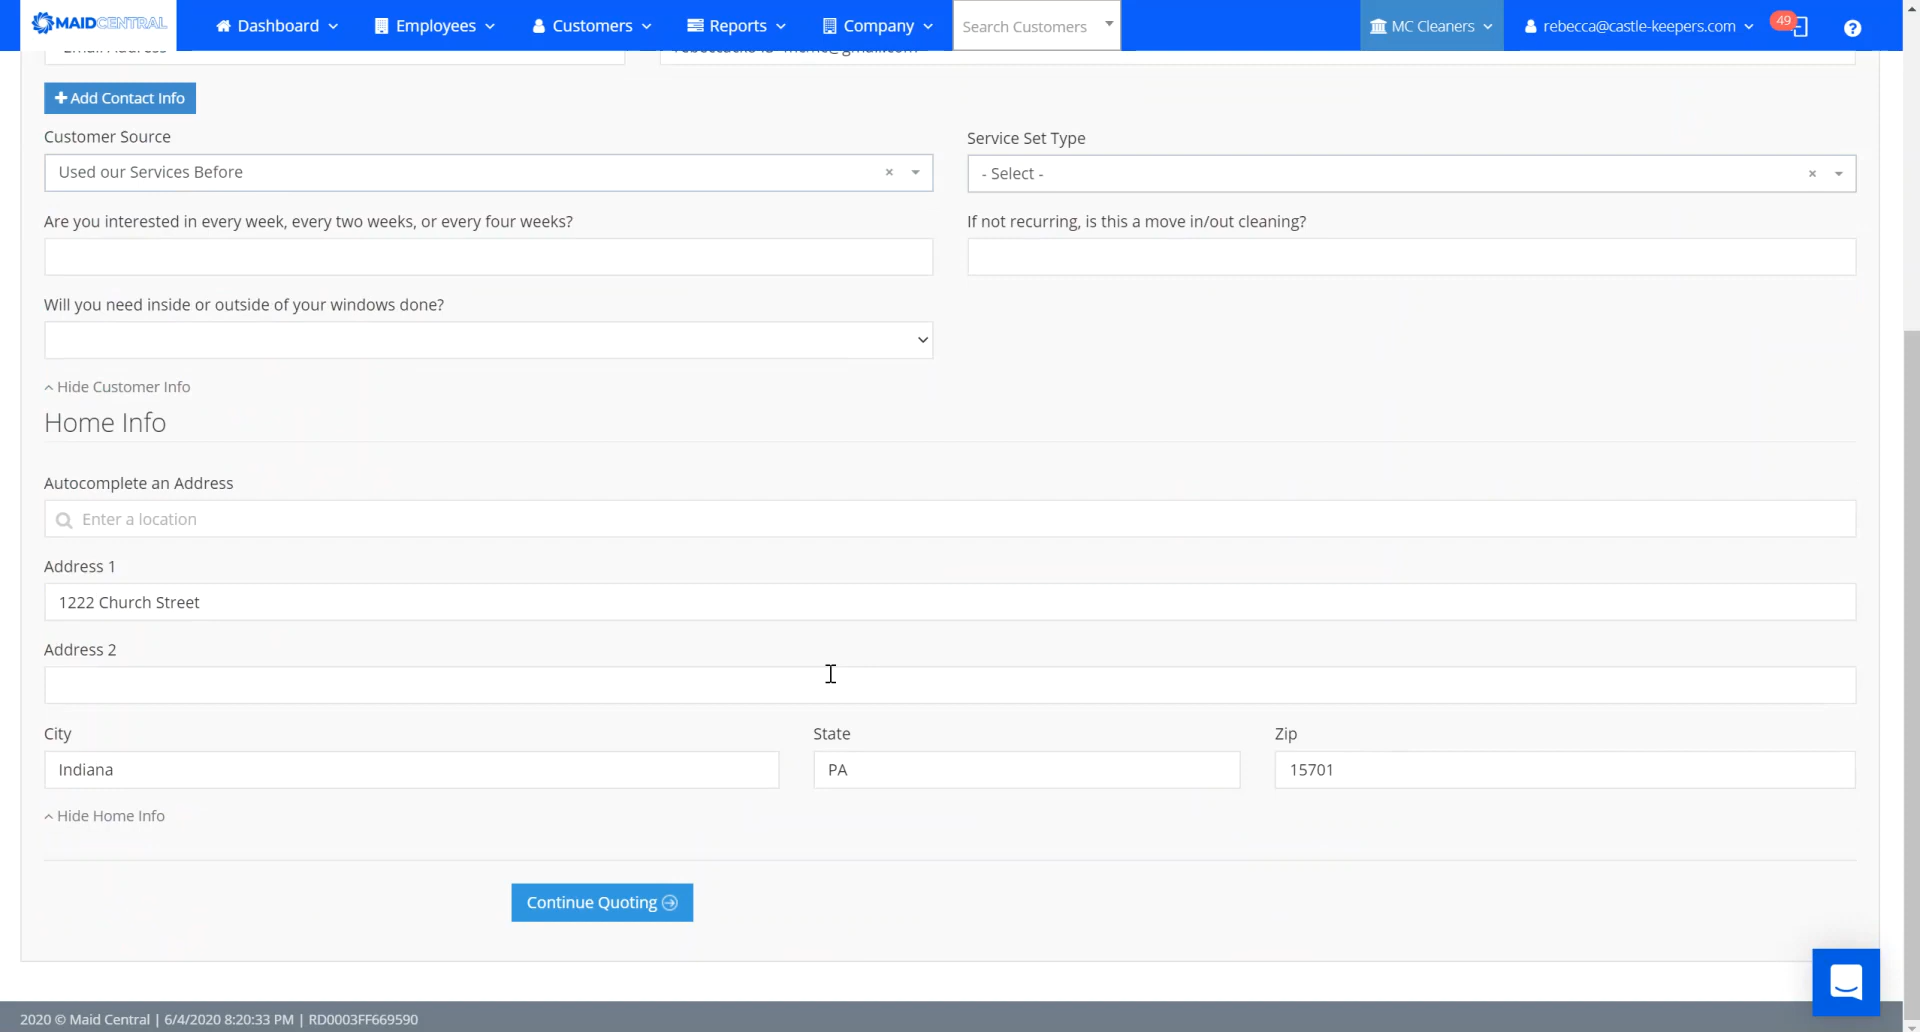 MAIDCENTRAL
Dashboard
Employees
Customers
Reports
Company
Search Customers
MC Cleaners
rebecca@castle-keepers.com
49
Email Address
Add Contact Info
Customer Source
Service Set Type
Used our Services Before ×
- Select - ×
Are you interested in every week, every two weeks, or every four weeks?
If not recurring, is this a move in/out cleaning?
Will you need inside or outside of your windows done?
Hide Customer Info
Home Info
Autocomplete an Address
Enter a location
Address 1
1222 Church Street
Address 2
City
State
Zip
Indiana
PA
15701
Hide Home Info
Continue Quoting
2020 © Maid Central | 6/4/2020 8:20:33 PM | RD0003FF669590